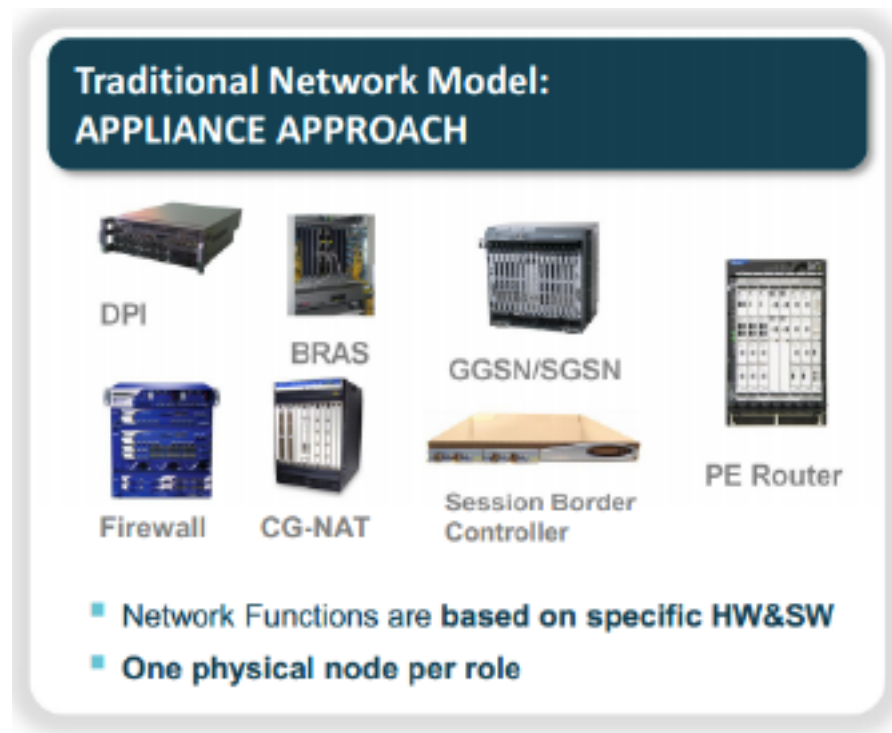 Traditional Network Model:
APPLIANCE APPROACH
DPI
BRAS
GGSN/SGSN
PE Router
Firewall
CG-NAT
Session Border
Controller
Network Functions are based on specific HW&SW
One physical node per role